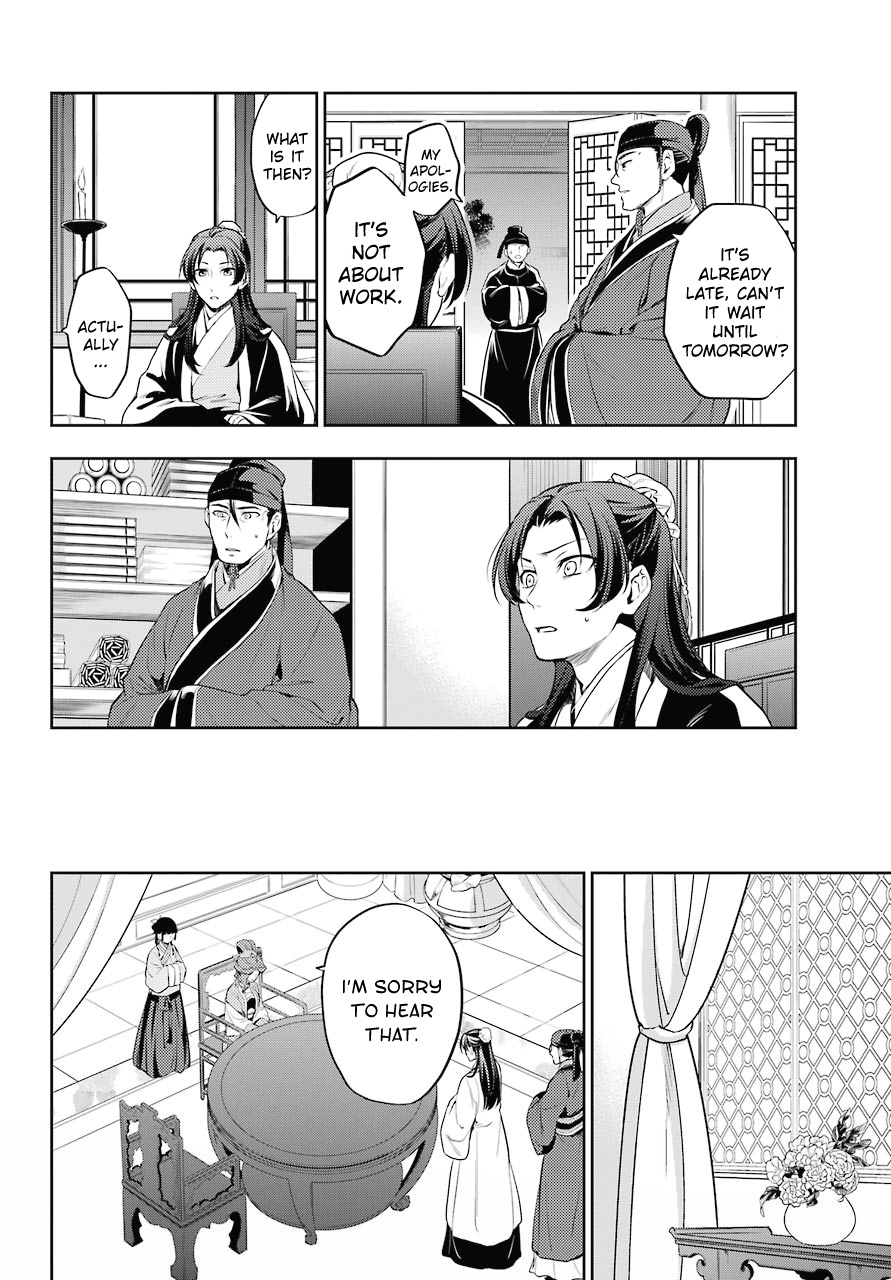 IT'S
ALREADY
LATE, CAN'T
IT WAIT
UNTIL
TOMORROW?
MY
APOL-
OGIES.
IT'S
NOT
ABOUT
WORK.
WHAT
IS IT
THEN?
ACTU-
ALLY
...
I'M SORRY
TO HEAR
THAT.